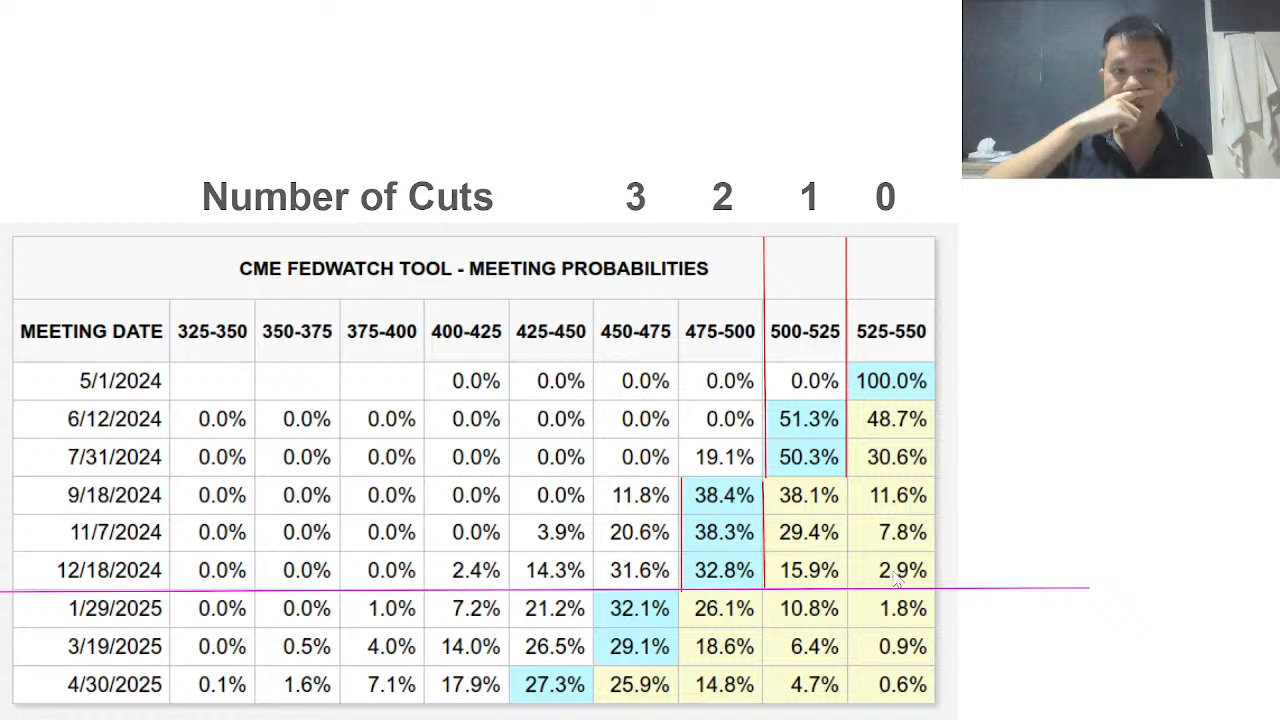 Number of Cuts 3 2 1 0
CME FEDWATCH TOOL - MEETING PROBABILITIES
MEETING DATE 325-350 350-375 375-400 400-425 425-450 450-475 475-500 500-525 525-550
5/1/2024 0.0% 0.0% 0.0% 0.0% 0.0% 100.0%
6/12/2024 0.0% 0.0% 0.0% 0.0% 0.0% 0.0% 0.0% 51.3% 48.7%
7/31/2024 0.0% 0.0% 0.0% 0.0% 0.0% 0.0% 19.1% 50.3% 30.6%
9/18/2024 0.0% 0.0% 0.0% 0.0% 0.0% 11.8% 38.4% 38.1% 11.6%
11/7/2024 0.0% 0.0% 0.0% 0.0% 3.9% 20.6% 38.3% 29.4% 7.8%
12/18/2024 0.0% 0.0% 0.0% 2.4% 14.3% 31.6% 32.8% 15.9% 2.9%
1/29/2025 0.0% 0.0% 1.0% 7.2% 21.2% 32.1% 26.1% 10.8% 1.8%
3/19/2025 0.0% 0.5% 4.0% 14.0% 26.5% 29.1% 18.6% 6.4% 0.9%
4/30/2025 0.1% 1.6% 7.1% 17.9% 27.3% 25.9% 14.8% 4.7% 0.6%